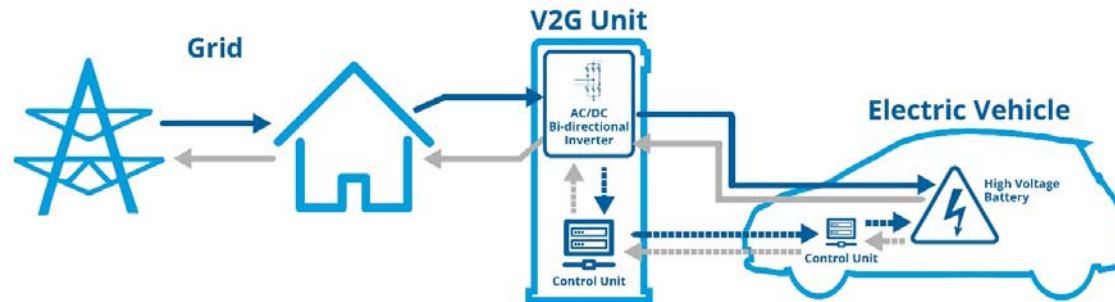 V2G Unit
Grid
AC/DC
Bi-directional
Inverter
Electric Vehicle
High Voltage
Battery
Control Unit
Control Unit